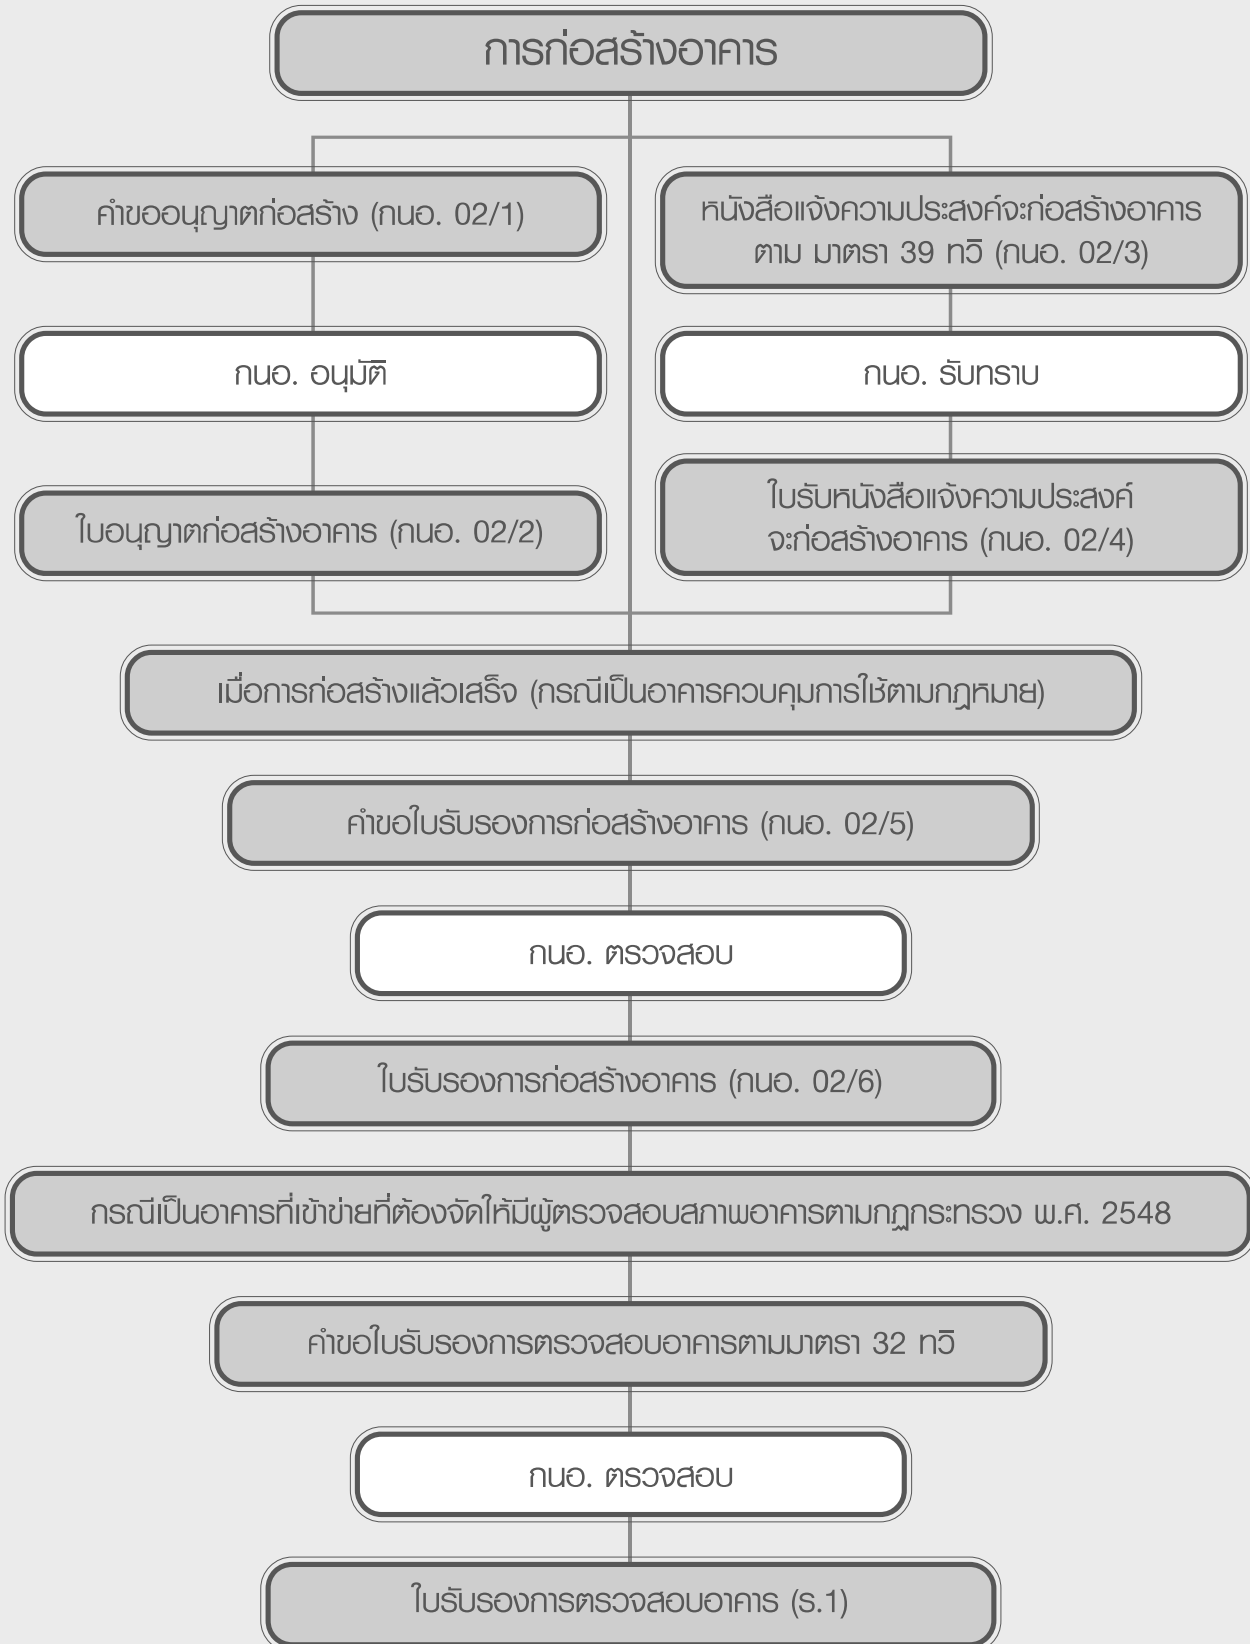 การก่อสร้างอาคาร
คำขออนุญาตก่อสร้าง (กนอ. 02/1)
หนังสือแจ้งความประสงค์จะก่อสร้างอาคาร
ตาม มาตรา 39 ทวิ (กนอ. 02/3)
กนอ. อนุมัติ
กนอ. รับทราบ
ใบอนุญาตก่อสร้างอาคาร (กนอ. 02/2)
ใบรับหนังสือแจ้งความประสงค์
จะก่อสร้างอาคาร (กนอ. 02/4)
เมื่อการก่อสร้างแล้วเสร็จ (กรณีเป็นอาคารควบคุมการใช้ตามกฎหมาย)
คำขอใบรับรองการก่อสร้างอาคาร (กนอ. 02/5)
กนอ. ตรวจสอบ
ใบรับรองการก่อสร้างอาคาร (กนอ. 02/6)
กรณีเป็นอาคารที่เข้าข่ายที่ต้องจัดให้มีผู้ตรวจสอบสภาพอาคารตามกฎกระทรวง พ.ศ. 2548
คำขอใบรับรองการตรวจสอบอาคารตามมาตรา 32 ทวิ
กนอ. ตรวจสอบ
ใบรับรองการตรวจสอบอาคาร (ร.1)